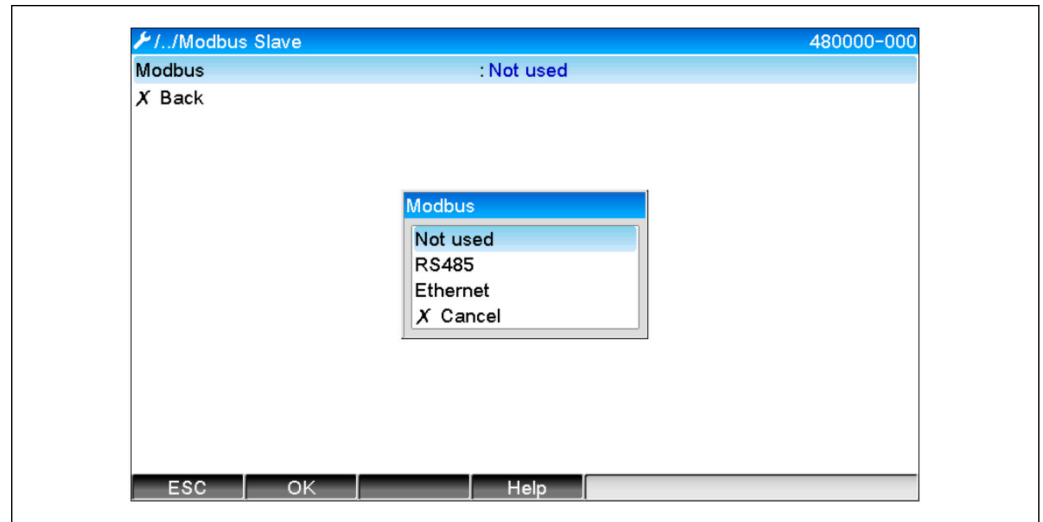 /../Modbus Slave 480000-000
Modbus : Not used
X Back
Modbus
Not used
RS485
Ethernet
X Cancel
ESC OK Help